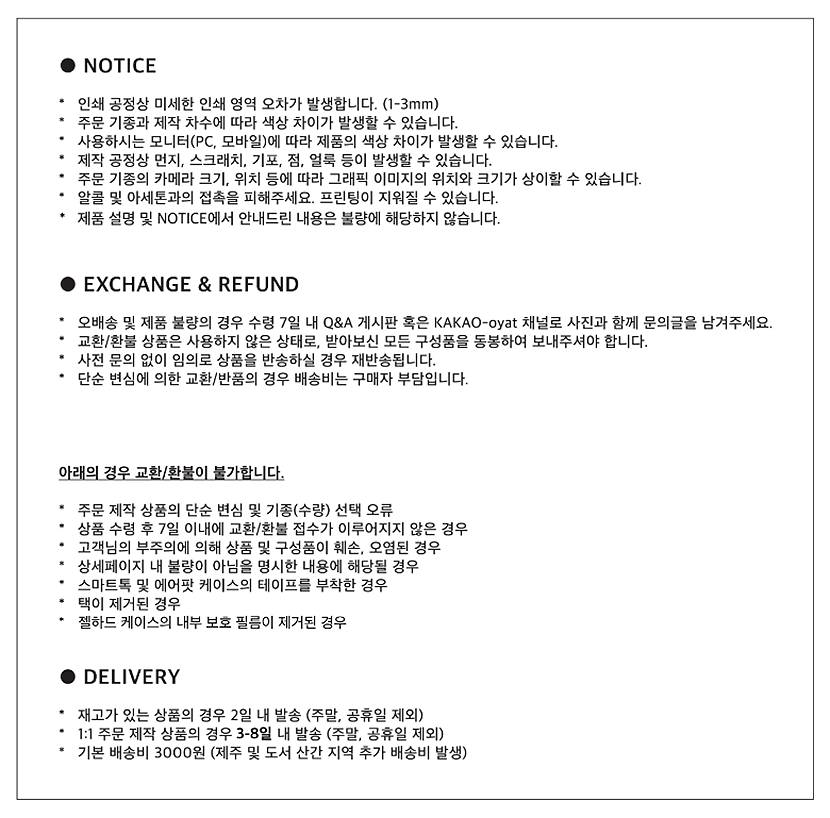 ● NOTICE
* 인쇄 공정상 미세한 인쇄 영역 오차가 발생합니다. (1-3mm)
* 주문 기종과 제작 차수에 따라 색상 차이가 발생할 수 있습니다.
* 사용하시는 모니터(PC, 모바일)에 따라 제품의 색상 차이가 발생할 수 있습니다.
* 제작 공정상 먼지, 스크래치, 기포, 점, 얼룩 등이 발생할 수 있습니다.
* 주문 기종의 카메라 크기, 위치 등에 따라 그래픽 이미지의 위치와 크기가 상이할 수 있습니다.
* 알콜 및 아세톤과의 접촉을 피해주세요. 프린팅이 지워질 수 있습니다.
* 제품 설명 및 NOTICE에서 안내드린 내용은 불량에 해당하지 않습니다.
● EXCHANGE & REFUND
* 오배송 및 제품 불량의 경우 수령 7일 내 Q&A 게시판 혹은 KAKAO-oyat 채널로 사진과 함께 문의글을 남겨주세요.
* 교환/환불 상품은 사용하지 않은 상태로, 받아보신 모든 구성품을 동봉하여 보내주셔야 합니다.
* 사전 문의 없이 임의로 상품을 반송하실 경우 재반송됩니다.
* 단순 변심에 의한 교환/반품의 경우 배송비는 구매자 부담입니다.
아래의 경우 교환/환불이 불가합니다.
* 주문 제작 상품의 단순 변심 및 기종(수량) 선택 오류
* 상품 수령 후 7일 이내에 교환/환불 접수가 이루어지지 않은 경우
* 고객님의 부주의에 의해 상품 및 구성품이 훼손, 오염된 경우
* 상세페이지 내 불량이 아님을 명시한 내용에 해당될 경우
* 스마트톡 및 에어팟 케이스의 테이프를 부착한 경우
* 택이 제거된 경우
* 젤하드 케이스의 내부 보호 필름이 제거된 경우
● DELIVERY
* 재고가 있는 상품의 경우 2일 내 발송 (주말, 공휴일 제외)
* 1:1 주문 제작 상품의 경우 3-8일 내 발송 (주말, 공휴일 제외)
* 기본 배송비 3000원 (제주 및 도서 산간 지역 추가 배송비 발생)